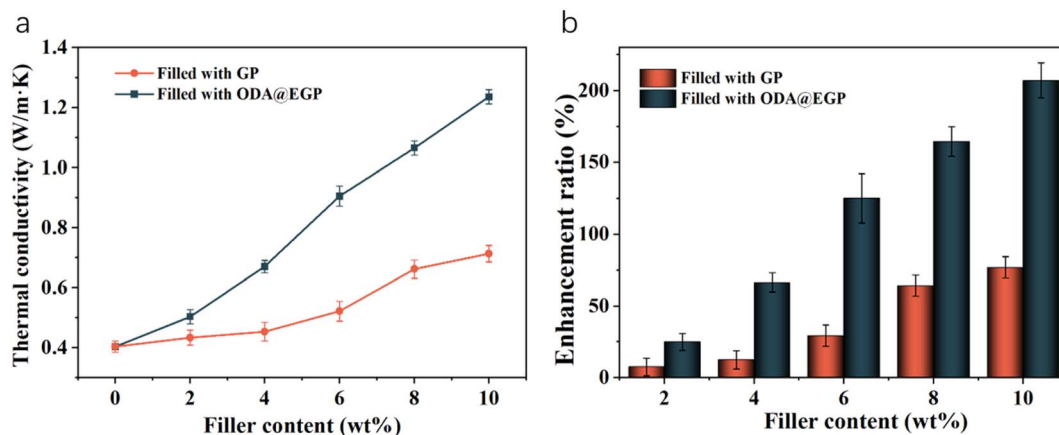 a
Thermal conductivity (W/m·K)
1.4
1.2
1.0
0.8
0.6
0.4
Filled with GP
Filled with ODA@EGP
0 2 4 6 8 10
Filler content (wt%)
b
Enhancement ratio (%)
200
150
100
50
0
Filled with GP
Filled with ODA@EGP
2 4 6 8 10
Filler content (wt%)